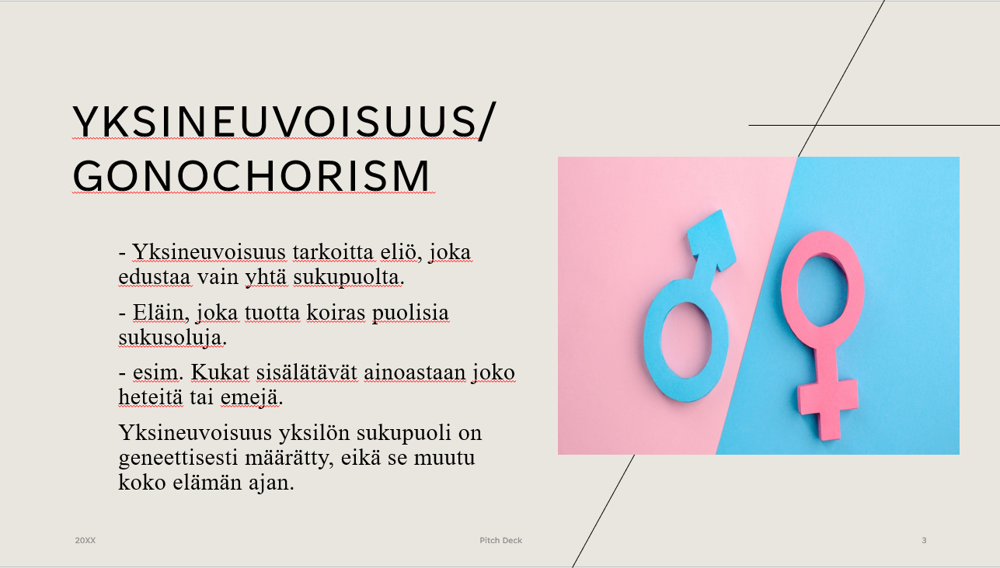 YKSINEUVOISUUS/
GONOCHORISM
- Yksineuvoisuus tarkoitta eliö, joka
edustaa vain yhtä sukupuolta.
- Eläin, joka tuotta koiras puolisia
sukusoluja.
- esim. Kukat sisälätävät ainoastaan joko
heteitä tai emejä.
Yksineuvoisuus yksilön sukupuoli on
geneettisesti määrätty, eikä se muutu
koko elämän ajan.
20XX
Pitch Deck
3